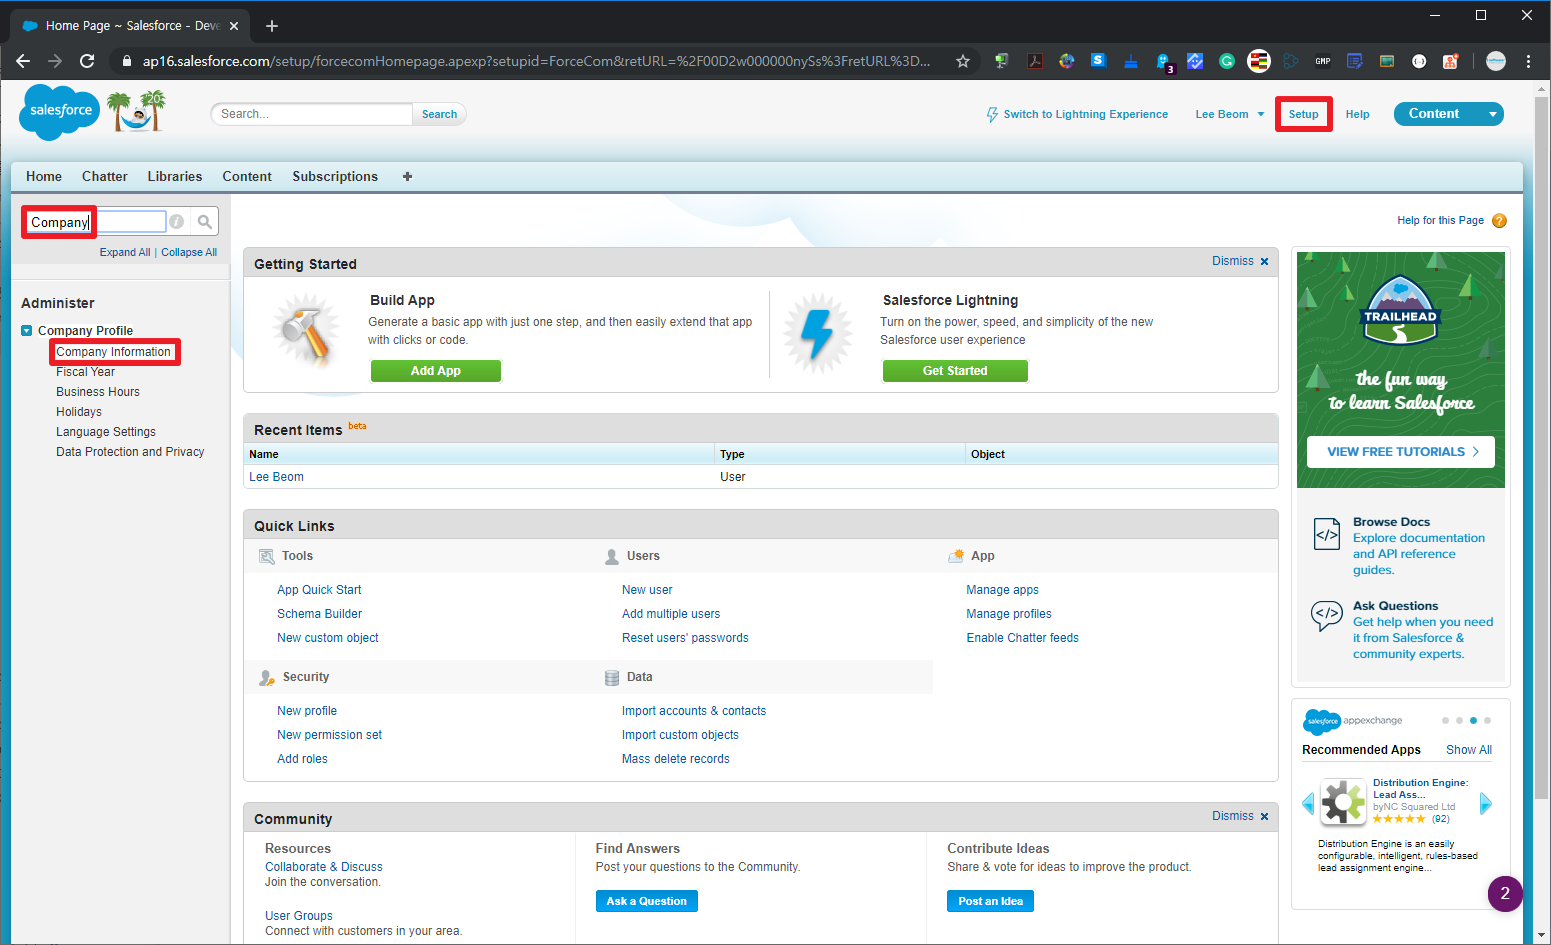 Home Page ~ Salesforce - Deve
ap16.salesforce.com/setup/forcecomHomepage.apexp?setupid=ForceCom&retURL=%2F00D2w000000nySs%3FretURL%3D...
3
GMP
salesforce
20
Search...
Search
Switch to Lightning Experience
Lee Beom
Setup
Help
Content
Home
Chatter
Libraries
Content
Subscriptions
+
Company
Expand All | Collapse All
Help for this Page
Administer
Company Profile
Company Information
Fiscal Year
Business Hours
Holidays
Language Settings
Data Protection and Privacy
Getting Started
Dismiss
Build App
Generate a basic app with just one step, and then easily extend that app
with clicks or code.
Add App
Salesforce Lightning
Turn on the power, speed, and simplicity of the new
Salesforce user experience
Get Started
Recent Items beta
Name Type Object
Lee Beom User
Quick Links
Tools
App Quick Start
Schema Builder
New custom object
Users
New user
Add multiple users
Reset users' passwords
App
Manage apps
Manage profiles
Enable Chatter feeds
Security
New profile
New permission set
Add roles
Data
Import accounts & contacts
Import custom objects
Mass delete records
Community
Dismiss
Resources
Collaborate & Discuss
Join the conversation.
User Groups
Connect with customers in your area.
Find Answers
Post your questions to the Community.
Ask a Question
Contribute Ideas
Share & vote for ideas to improve the product.
Post an Idea
TRAILHEAD
the fun way
to learn Salesforce
VIEW FREE TUTORIALS
Browse Docs
Explore documentation
and API reference
guides.
Ask Questions
Get help when you need
it from Salesforce &
community experts.
salesforce appexchange
Recommended Apps
Show All
Distribution Engine:
Lead Ass...
byNC Squared Ltd
(92)
Distribution Engine is an easily
configurable, intelligent, rules-based
lead assignment engine...
2